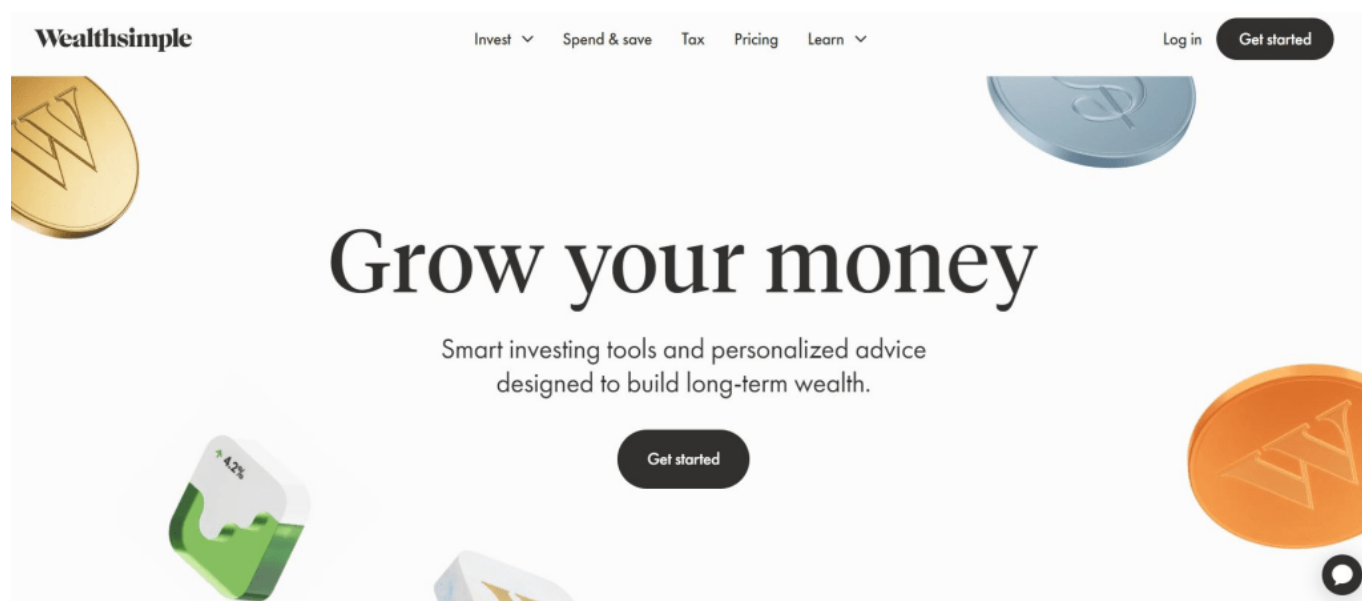 Wealthsimple
Invest
Spend & save
Tax
Pricing
Learn
Log in
Get started
W
$
Grow your money
Smart investing tools and personalized advice
designed to build long-term wealth.
Get started
W
4.2%